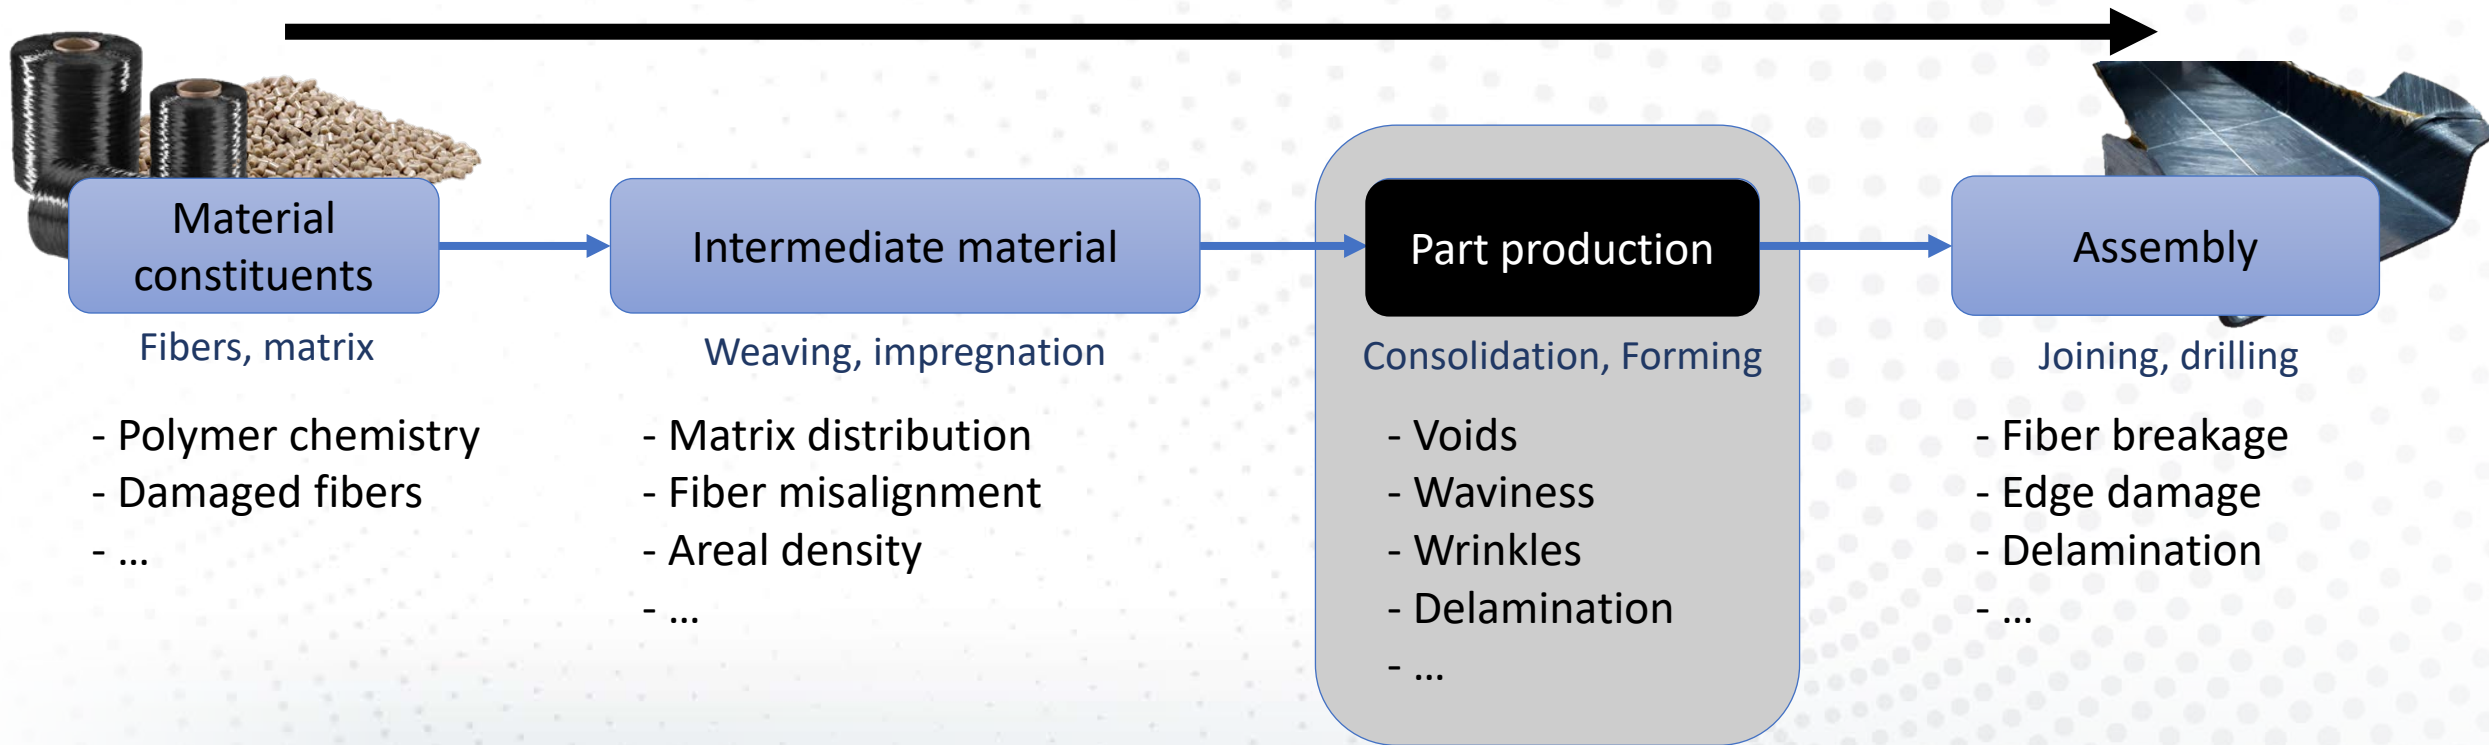 Material
constituents
Fibers, matrix
- Polymer chemistry
- Damaged fibers
- ...
Intermediate material
Weaving, impregnation
- Matrix distribution
- Fiber misalignment
- Areal density
- ...
Part production
Consolidation, Forming
- Voids
- Waviness
- Wrinkles
- Delamination
- ...
Assembly
Joining, drilling
- Fiber breakage
- Edge damage
- Delamination
- ...